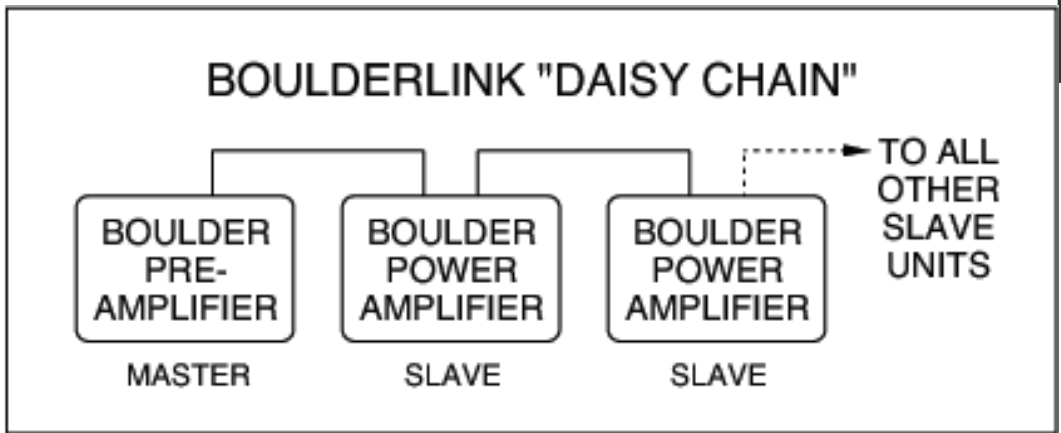 BOULDERLINK "DAISY CHAIN"
TO ALL
OTHER
SLAVE
UNITS
BOULDER
PRE-
AMPLIFIER
MASTER
BOULDER
POWER
AMPLIFIER
SLAVE
BOULDER
POWER
AMPLIFIER
SLAVE